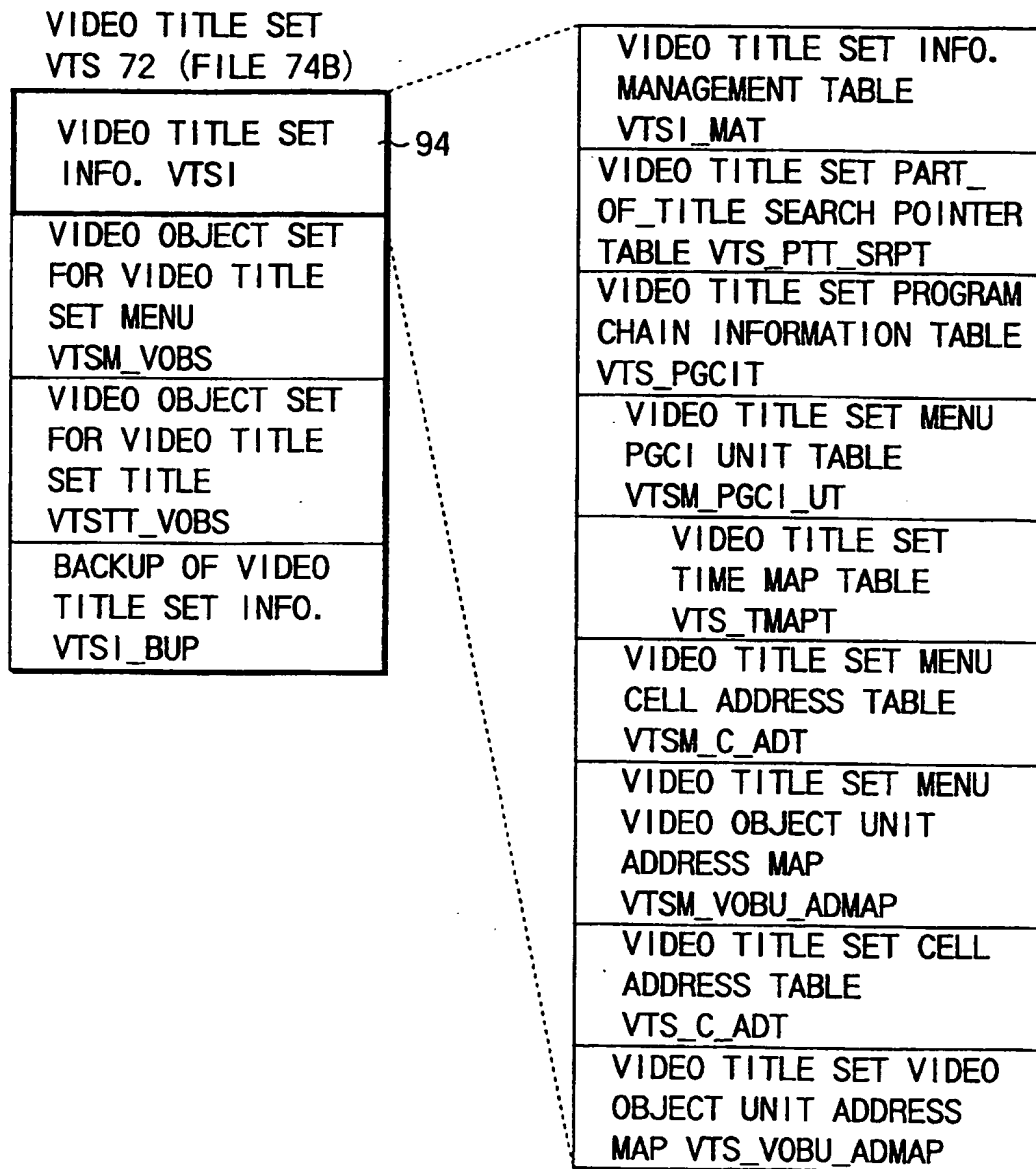 VIDEO TITLE SET
VTS 72 (FILE 74B)
VIDEO TITLE SET
INFO. VTSI
94
VIDEO OBJECT SET
FOR VIDEO TITLE
SET MENU
VTSM_VOBS
VIDEO OBJECT SET
FOR VIDEO TITLE
SET TITLE
VTSTT_VOBS
BACKUP OF VIDEO
TITLE SET INFO.
VTSI_BUP
VIDEO TITLE SET INFO.
MANAGEMENT TABLE
VTSI_MAT
VIDEO TITLE SET PART_
OF_TITLE SEARCH POINTER
TABLE VTS_PTT_SRPT
VIDEO TITLE SET PROGRAM
CHAIN INFORMATION TABLE
VTS_PGCIT
VIDEO TITLE SET MENU
PGCI UNIT TABLE
VTSM_PGCI_UT
VIDEO TITLE SET
TIME MAP TABLE
VTS_TMAPT
VIDEO TITLE SET MENU
CELL ADDRESS TABLE
VTSM_C_ADT
VIDEO TITLE SET MENU
VIDEO OBJECT UNIT
ADDRESS MAP
VTSM_VOBU_ADMAP
VIDEO TITLE SET CELL
ADDRESS TABLE
VTS_C_ADT
VIDEO TITLE SET VIDEO
OBJECT UNIT ADDRESS
MAP VTS_VOBU_ADMAP